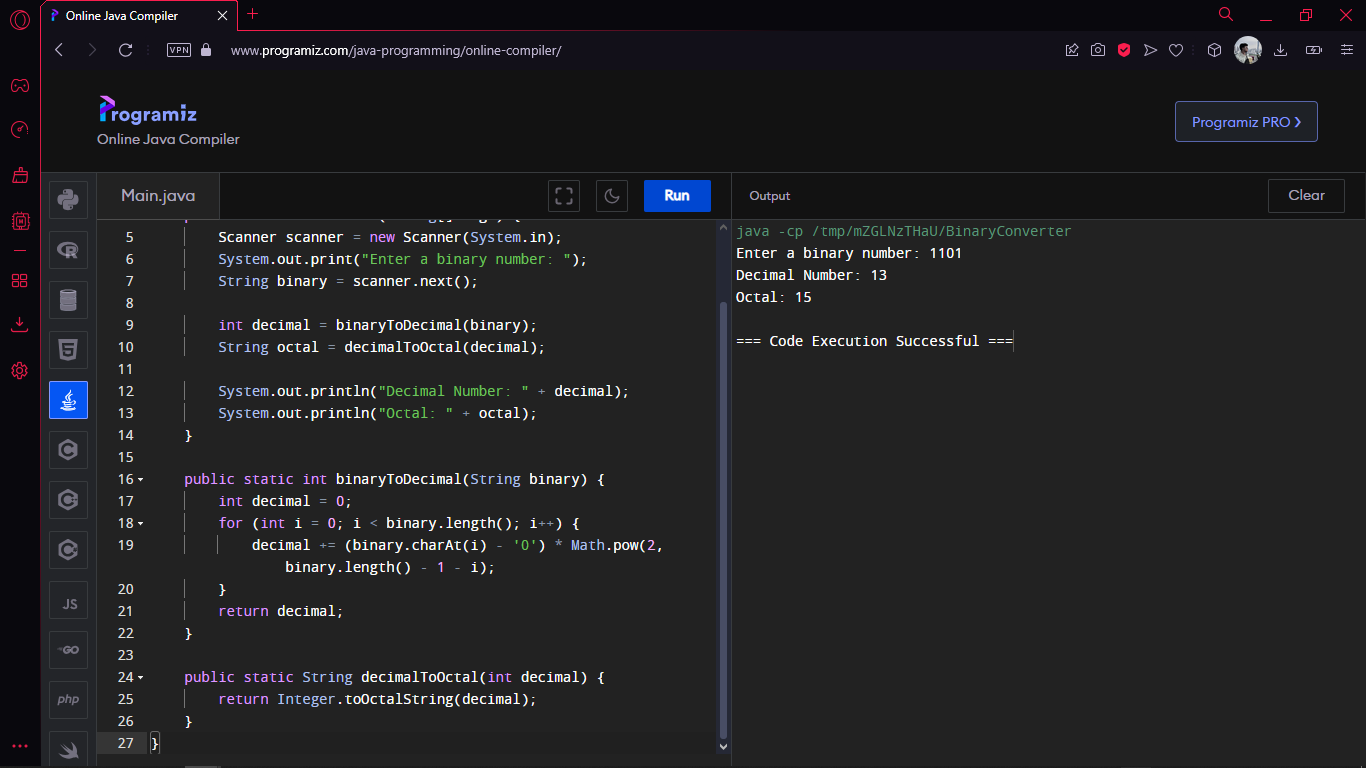 Online Java Compiler
VPN
www.programiz.com/java-programming/online-compiler/
Programiz
Online Java Compiler
Programiz PRO ❯
Main.java
Run
Output
Clear
5 Scanner scanner = new Scanner(System.in);
6 System.out.print("Enter a binary number: ");
7 String binary = scanner.next();
8
9 int decimal = binaryToDecimal(binary);
10 String octal = decimalToOctal(decimal);
11
12 System.out.println("Decimal Number: " + decimal);
13 System.out.println("Octal: " + octal);
14 }
15
16 public static int binaryToDecimal(String binary) {
17 int decimal = 0;
18 for (int i = 0; i < binary.length(); i++) {
19 decimal += (binary.charAt(i) - '0') * Math.pow(2,
binary.length() - 1 - i);
20 }
21 return decimal;
22 }
23
24 public static String decimalToOctal(int decimal) {
25 return Integer.toOctalString(decimal);
26 }
27 }
java -cp /tmp/mZGLNzTHaU/BinaryConverter
Enter a binary number: 1101
Decimal Number: 13
Octal: 15
=== Code Execution Successful ===
R
5
C
C
C
JS
GO
php